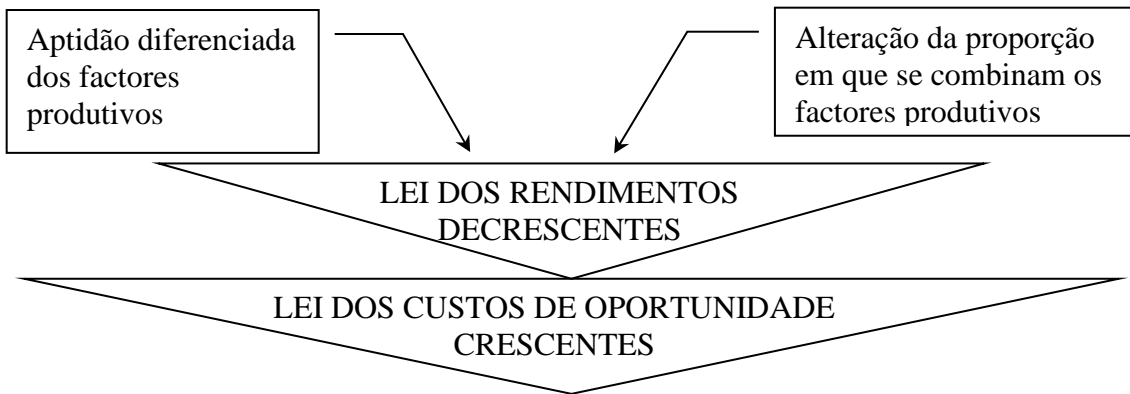 Aptidão diferenciada
dos factores
produtivos
Alteração da proporção
em que se combinam os
factores produtivos
LEI DOS RENDIMENTOS
DECRESCENTES
LEI DOS CUSTOS DE OPORTUNIDADE
CRESCENTES